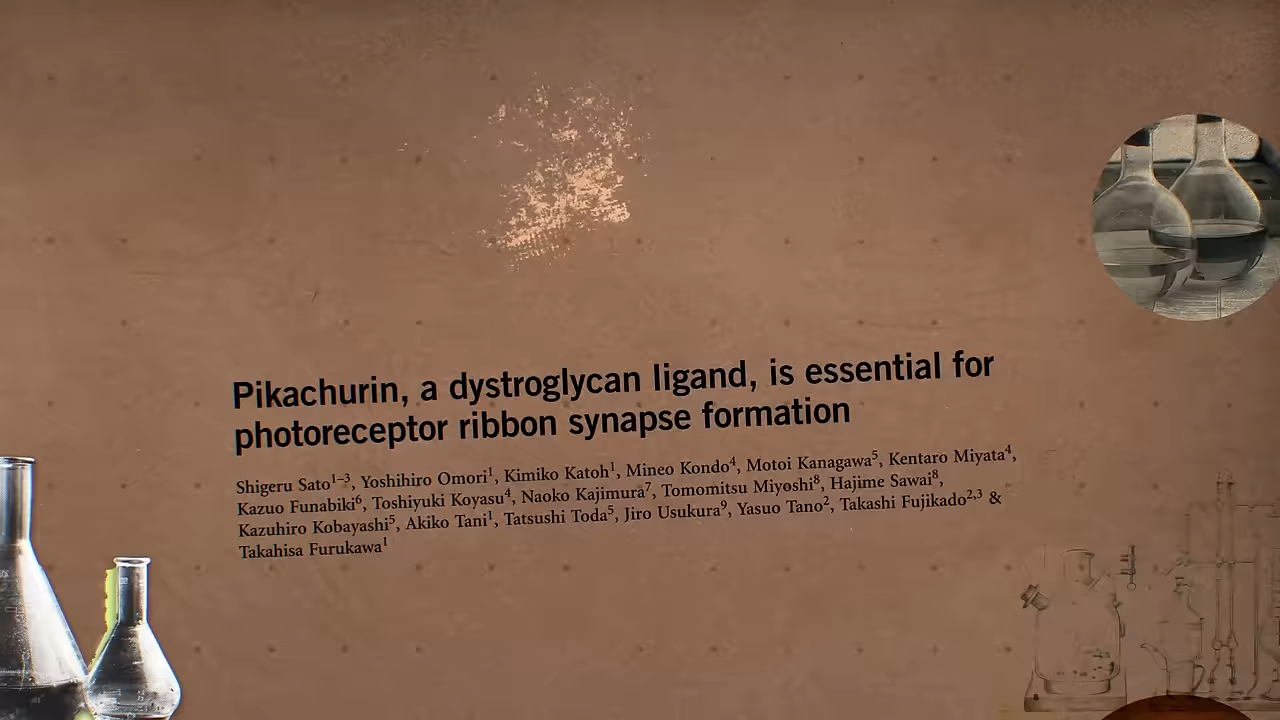 Pikachurin, a dystroglycan ligand, is essential for
photoreceptor ribbon synapse formation
Shigeru Sato¹⁻³, Yoshihiro Omori¹, Kimiko Katoh¹, Mineo Kondo⁴, Motoi Kanagawa⁵, Kentaro Miyata⁴,
Kazuo Funabiki⁶, Toshiyuki Koyasu⁴, Naoko Kajimura⁷, Tomomitsu Miyoshi⁸, Hajime Sawai⁸,
Kazuhiro Kobayashi⁵, Akiko Tani¹, Tatsushi Toda⁵, Jiro Usukura⁹, Yasuo Tano², Takashi Fujikado²,³ &
Takahisa Furukawa¹